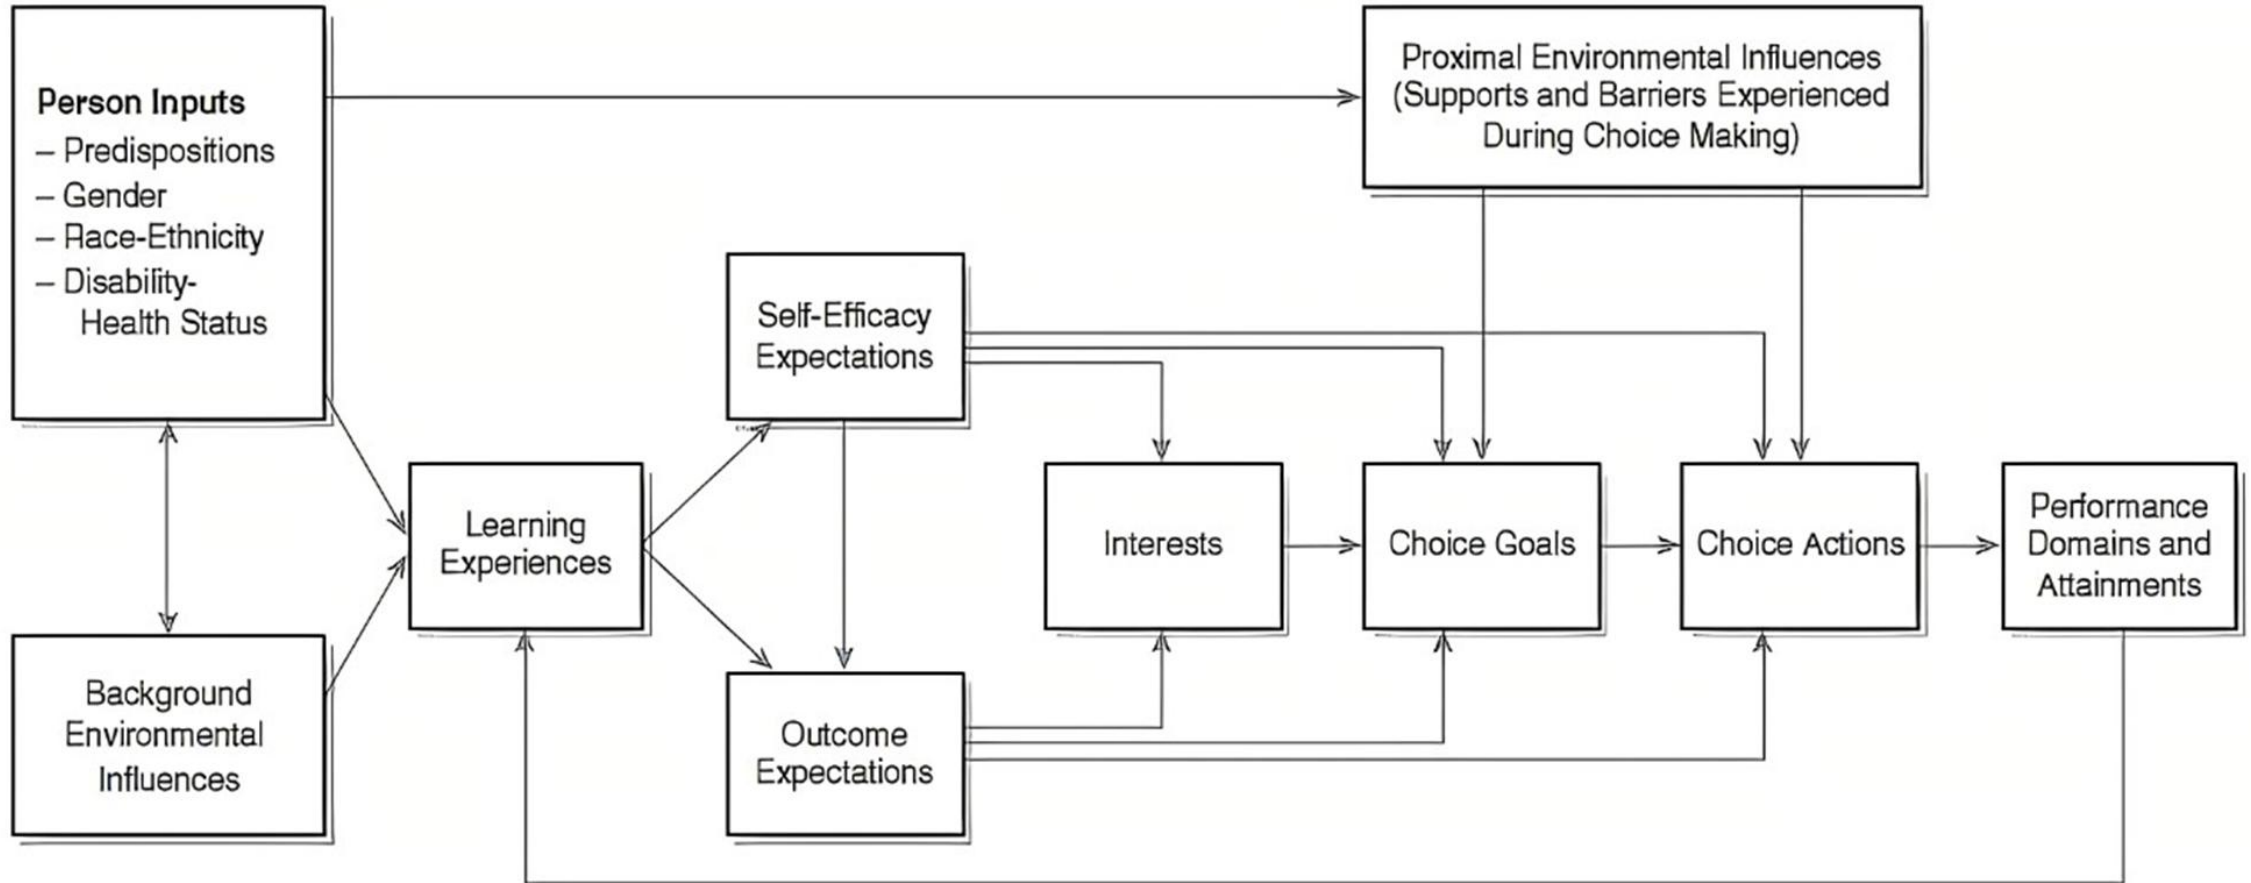 Person Inputs
– Predispositions
– Gender
– Race-Ethnicity
– Disability-
Health Status
Proximal Environmental Influences
(Supports and Barriers Experienced
During Choice Making)
Self-Efficacy
Expectations
Learning
Experiences
Interests
Choice Goals
Choice Actions
Performance
Domains and
Attainments
Background
Environmental
Influences
Outcome
Expectations